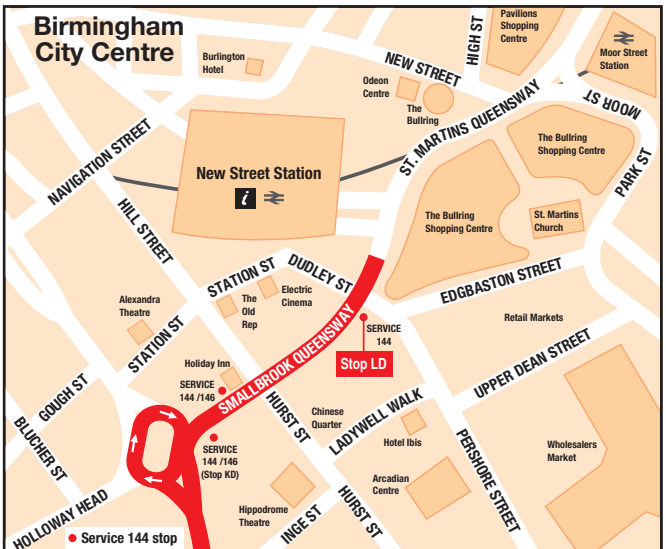 Birmingham
City Centre
Pavilions
Shopping
Centre
HIGH ST
Moor Street
Station
Burlington
Hotel
NEW STREET
Odeon
Centre
The
Bullring
MOOR ST
ST. MARTINS QUEENSWAY
The Bullring
Shopping Centre
PARK ST
NAVIGATION STREET
New Street Station
i
HILL STREET
The Bullring
Shopping Centre
St. Martins
Church
STATION ST
DUDLEY ST
EDGBASTON STREET
Electric
Cinema
The
Old
Rep
Alexandra
Theatre
STATION ST
Retail Markets
SERVICE
144
Stop LD
SMALLBROOK QUEENSWAY
UPPER DEAN STREET
Holiday Inn
SERVICE
144 /146
GOUGH ST
HURST ST
Chinese
Quarter
LADYWELL WALK
Hotel Ibis
BLUCHER ST
SERVICE
144 /146
(Stop KD)
PERSHORE STREET
Wholesalers
Market
Arcadian
Centre
HOLLOWAY HEAD
Hippodrome
Theatre
INGE ST
HURST ST
Service 144 stop